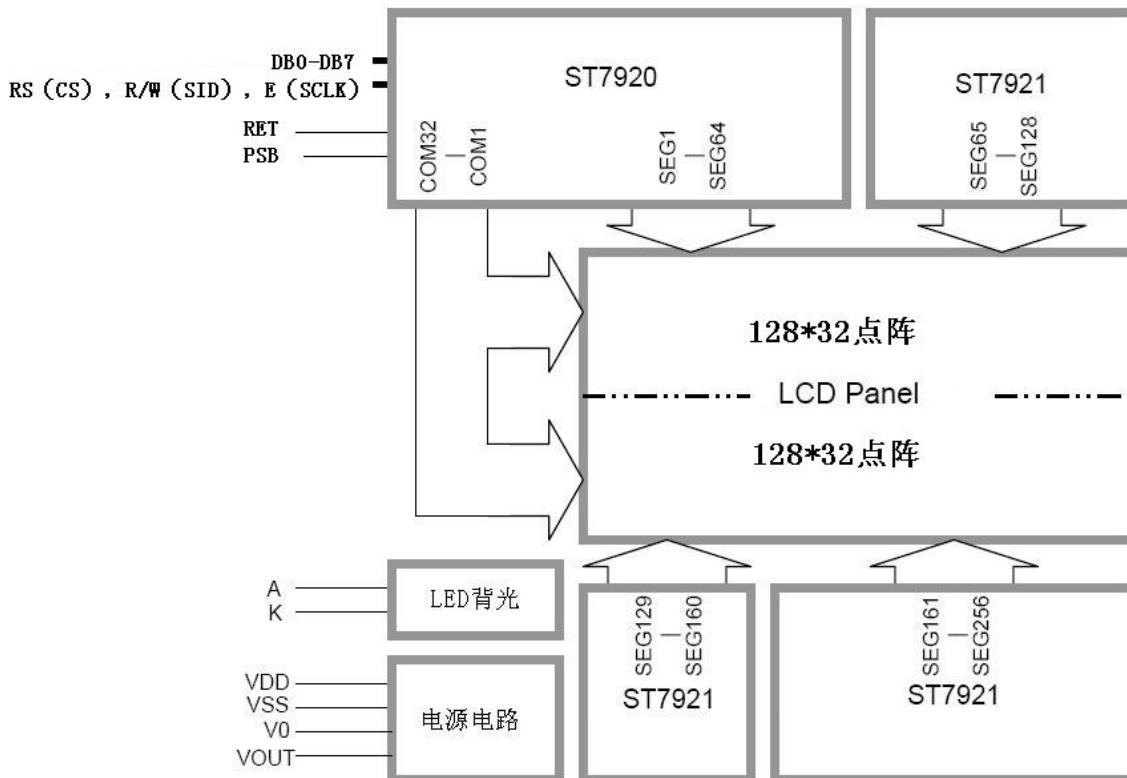 DB0-DB7
RS (CS) , R/W (SID) , E (SCLK)
RET
PSB
ST7920
COM32 — COM1
SEG1 — SEG64
ST7921
SEG65 — SEG128
128*32点阵
LCD Panel
128*32点阵
A
K
LED背光
VDD
VSS
V0
VOUT
电源电路
SEG129 — SEG160
ST7921
SEG161 — SEG256
ST7921